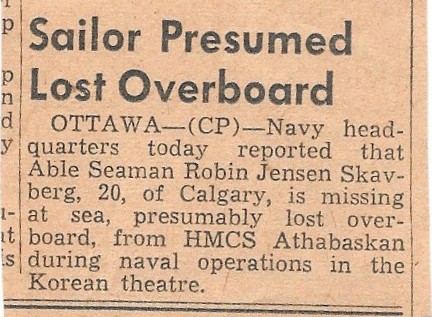 Sailor Presumed
Lost Overboard
OTTAWA—(CP)—Navy head-
quarters today reported that
Able Seaman Robin Jensen Skav-
berg, 20, of Calgary, is missing
at sea, presumably lost over-
board, from HMCS Athabaskan
during naval operations in the
Korean theatre.